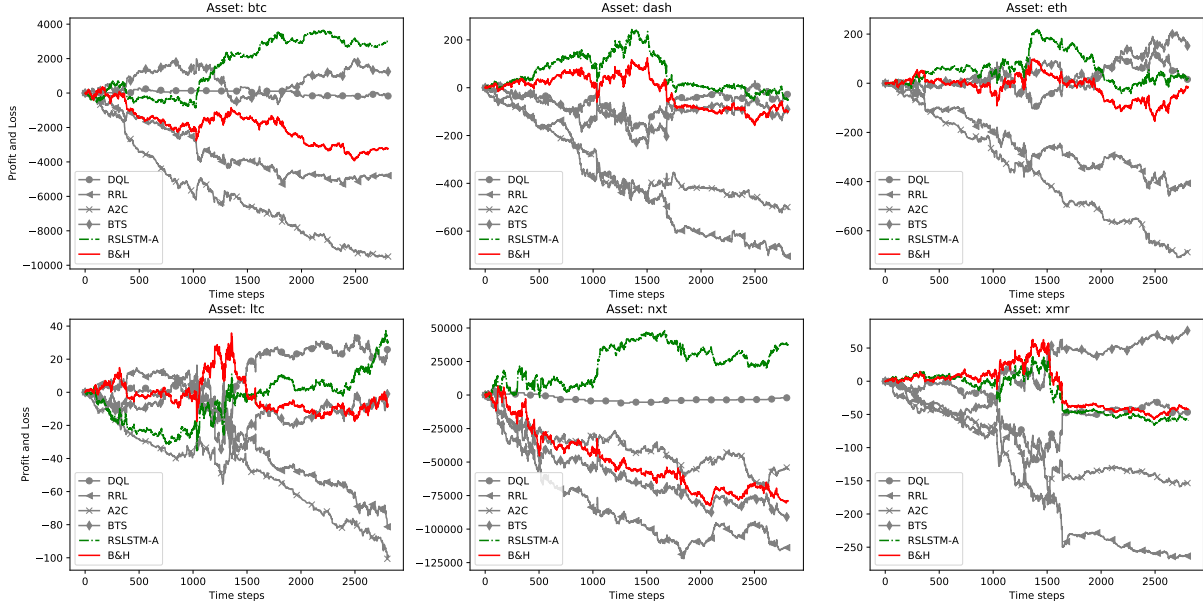 Asset: btc
Profit and Loss
4000
2000
0
−2000
−4000
−6000
−8000
−10000
DQL
RRL
A2C
BTS
RSLSTM-A
B&H
0 500 1000 1500 2000 2500
Time steps
Asset: dash
200
0
−200
−400
−600
DQL
RRL
A2C
BTS
RSLSTM-A
B&H
0 500 1000 1500 2000 2500
Time steps
Asset: eth
200
0
−200
−400
−600
DQL
RRL
A2C
BTS
RSLSTM-A
B&H
0 500 1000 1500 2000 2500
Time steps
Asset: ltc
Profit and Loss
40
20
0
−20
−40
−60
−80
−100
DQL
RRL
A2C
BTS
RSLSTM-A
B&H
0 500 1000 1500 2000 2500
Time steps
Asset: nxt
50000
25000
0
−25000
−50000
−75000
−100000
−125000
DQL
RRL
A2C
BTS
RSLSTM-A
B&H
0 500 1000 1500 2000 2500
Time steps
Asset: xmr
50
0
−50
−100
−150
−200
−250
DQL
RRL
A2C
BTS
RSLSTM-A
B&H
0 500 1000 1500 2000 2500
Time steps